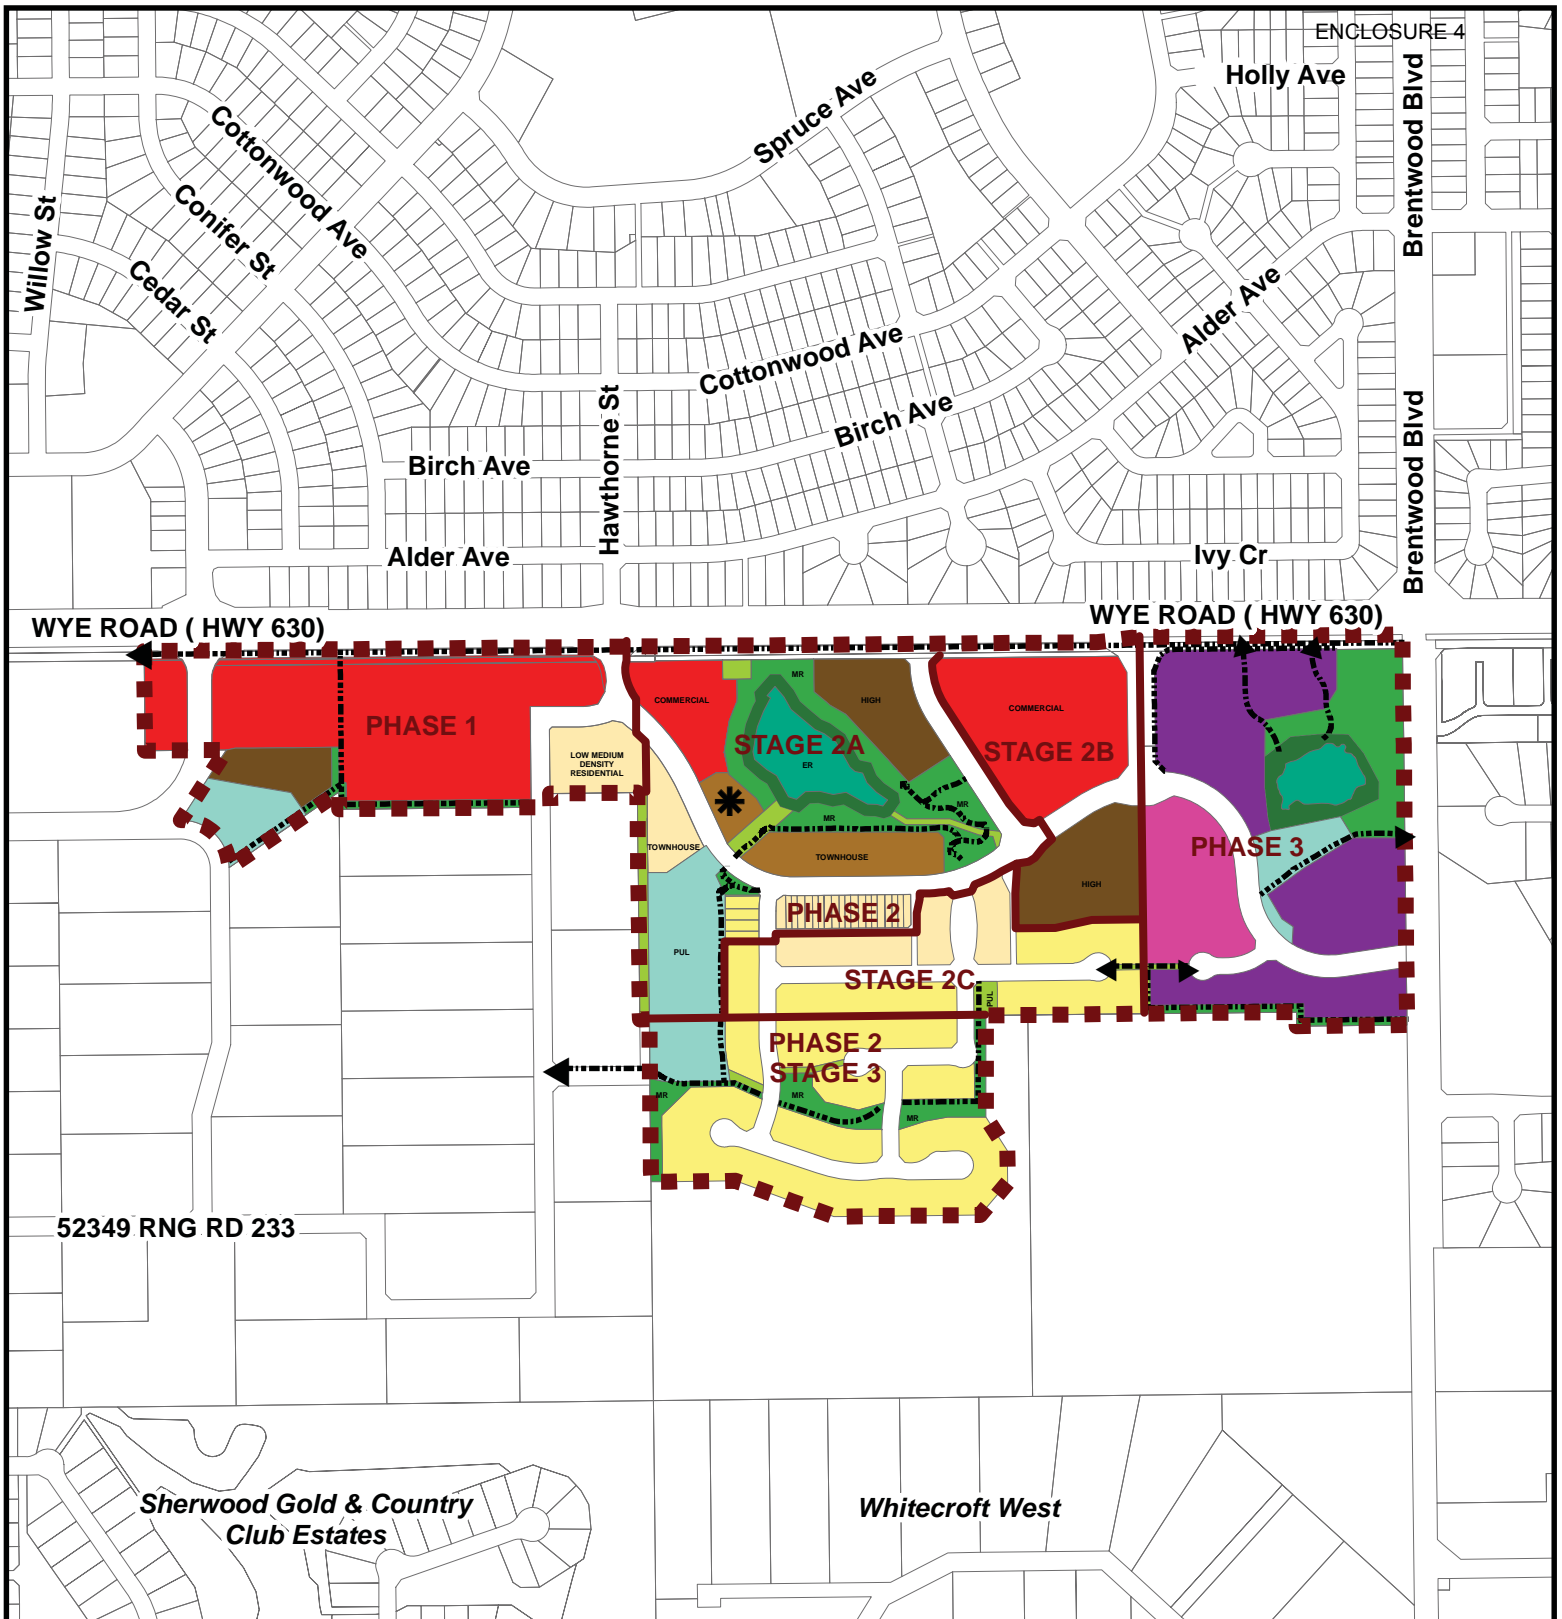 ENCLOSURE 4
Holly Ave
Brentwood Blvd
Spruce Ave
Cottonwood Ave
Conifer St
Willow St
Cedar St
Alder Ave
Cottonwood Ave
Birch Ave
Hawthorne St
Birch Ave
Brentwood Blvd
Alder Ave
Ivy Cr
WYE ROAD ( HWY 630)
WYE ROAD ( HWY 630)
MR
COMMERCIAL
HIGH
COMMERCIAL
PHASE 1
STAGE 2A
STAGE 2B
LOW MEDIUM
DENSITY
RESIDENTIAL
ER
MR
MR
TOWNHOUSE
TOWNHOUSE
PHASE 3
HIGH
PHASE 2
PUL
STAGE 2C
PUL
PHASE 2
STAGE 3
MR
MR
MR
52349 RNG RD 233
Sherwood Gold & Country
Club Estates
Whitecroft West